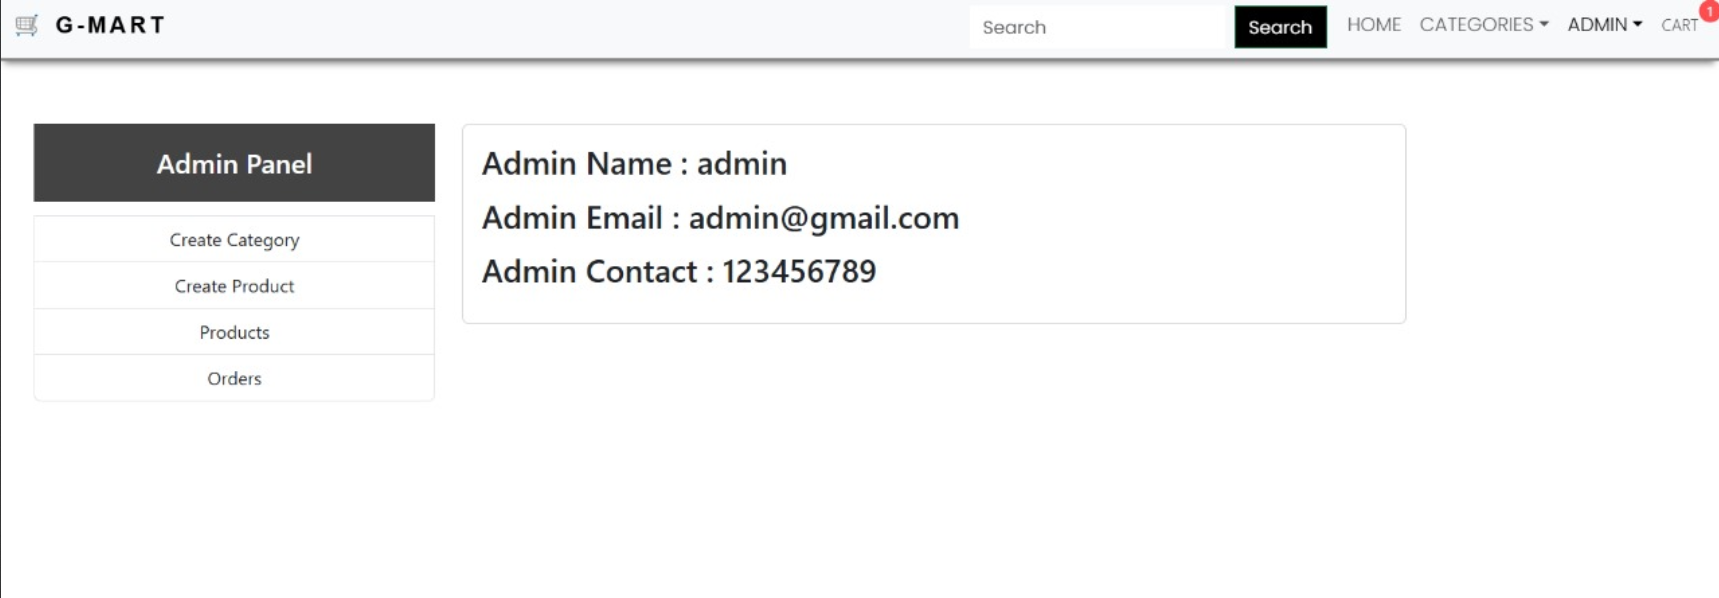 G-MART
Search
Search
HOME
CATEGORIES
ADMIN
CART
1
Admin Panel
Create Category
Create Product
Products
Orders
Admin Name : admin
Admin Email : admin@gmail.com
Admin Contact : 123456789